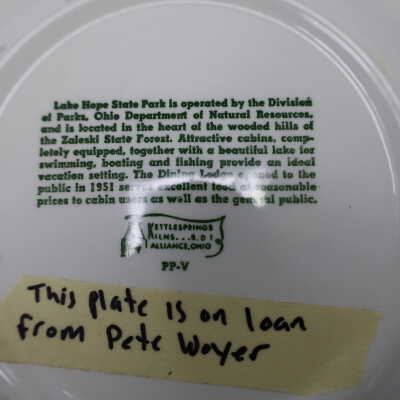 Lake Hope State Park is operated by the Division
of Parks, Ohio Department of Natural Resources,
and is located in the heart of the wooded hills of
the Zaleski State Forest. Attractive cabins, com-
pletely equipped, together with a beautiful lake for
swimming, boating and fishing provide an ideal
vacation setting. The Dining Lodge opened to the
public in 1951 serves excellent food at reasonable
prices to cabin users as well as the general public.
KETTLESPRINGS
KILNS...R.D.1
ALLIANCE,OHIO
PP-V
This plate is on loan
from Pete Woyer